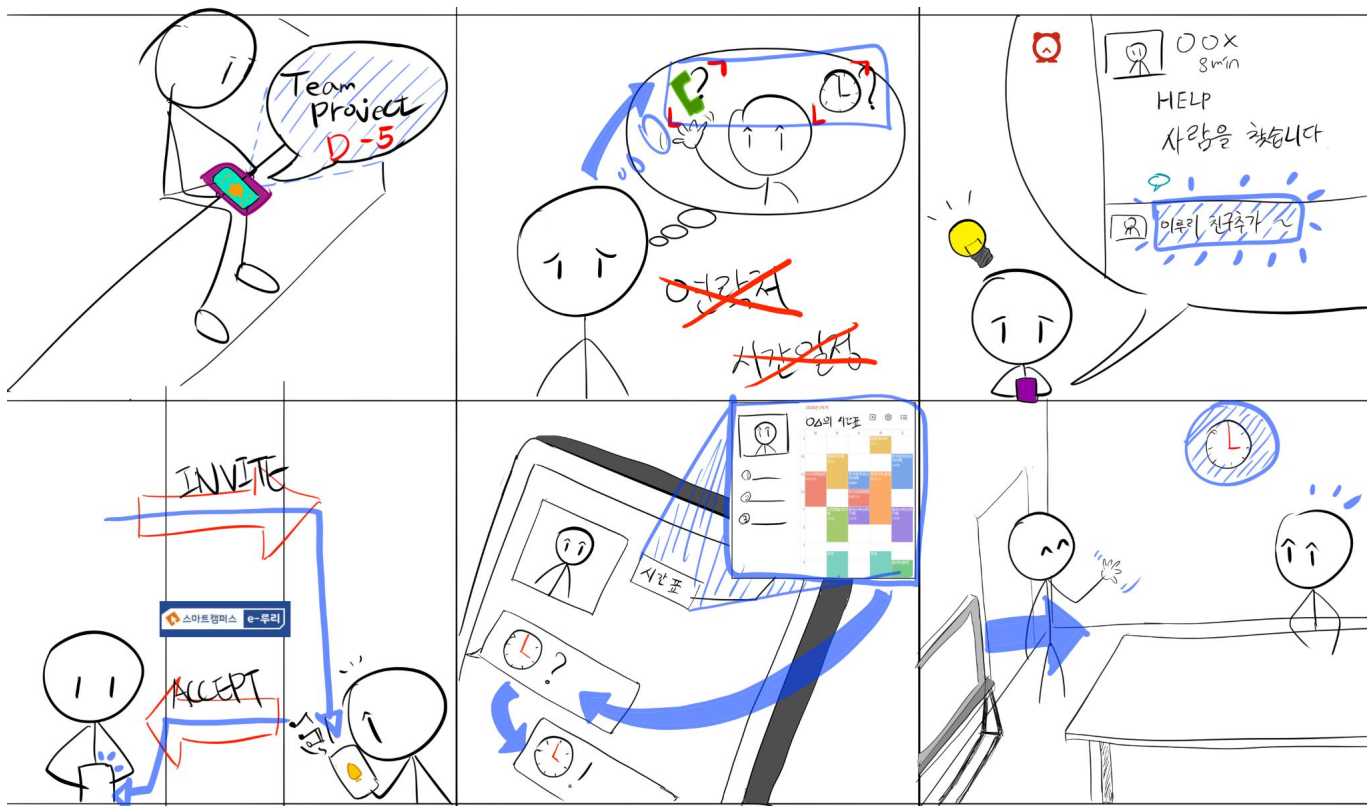 Team
Project
D-5
?
?
연락처
시간일정
OOX
8min
HELP
사람을 찾습니다
이루리 친구추가 ~
INVITE
스마트캠퍼스 e-루리
ACCEPT
O△의 시간표
시간표
?
!